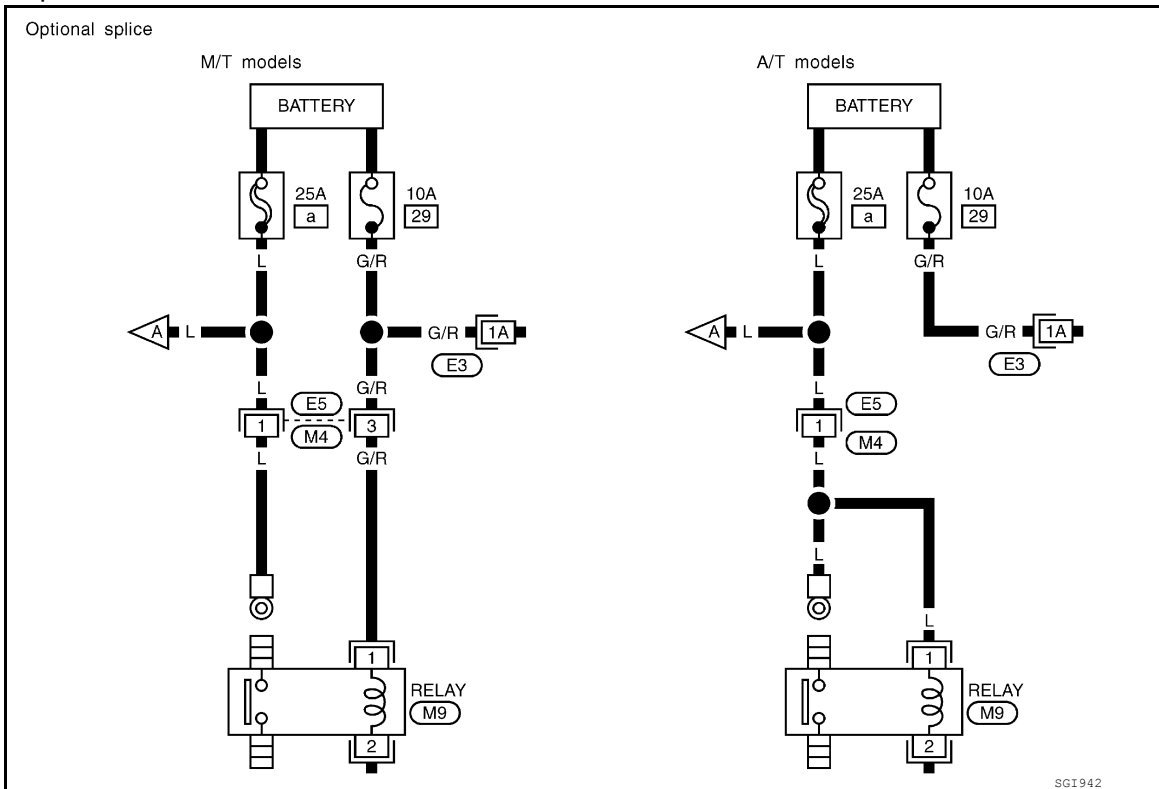 Optional splice
M/T models
BATTERY
25A
a
10A
29
L
G/R
A
L
G/R
1A
E3
L
G/R
E5
1
3
M4
L
G/R
1
RELAY
M9
2
A/T models
BATTERY
25A
a
10A
29
L
G/R
A
L
G/R
1A
E3
L
E5
1
M4
L
L
L
1
RELAY
M9
2
SGI942